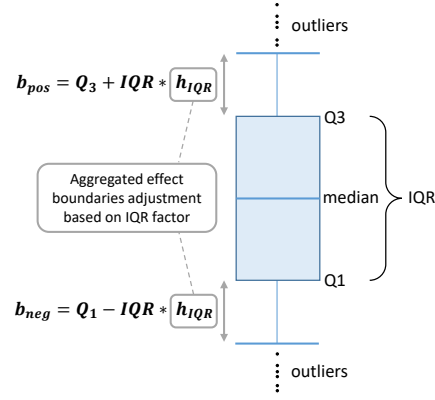 outliers
b_pos = Q_3 + IQR * h_IQR
Q3
Aggregated effect
boundaries adjustment
based on IQR factor
median
IQR
Q1
b_neg = Q_1 − IQR * h_IQR
outliers